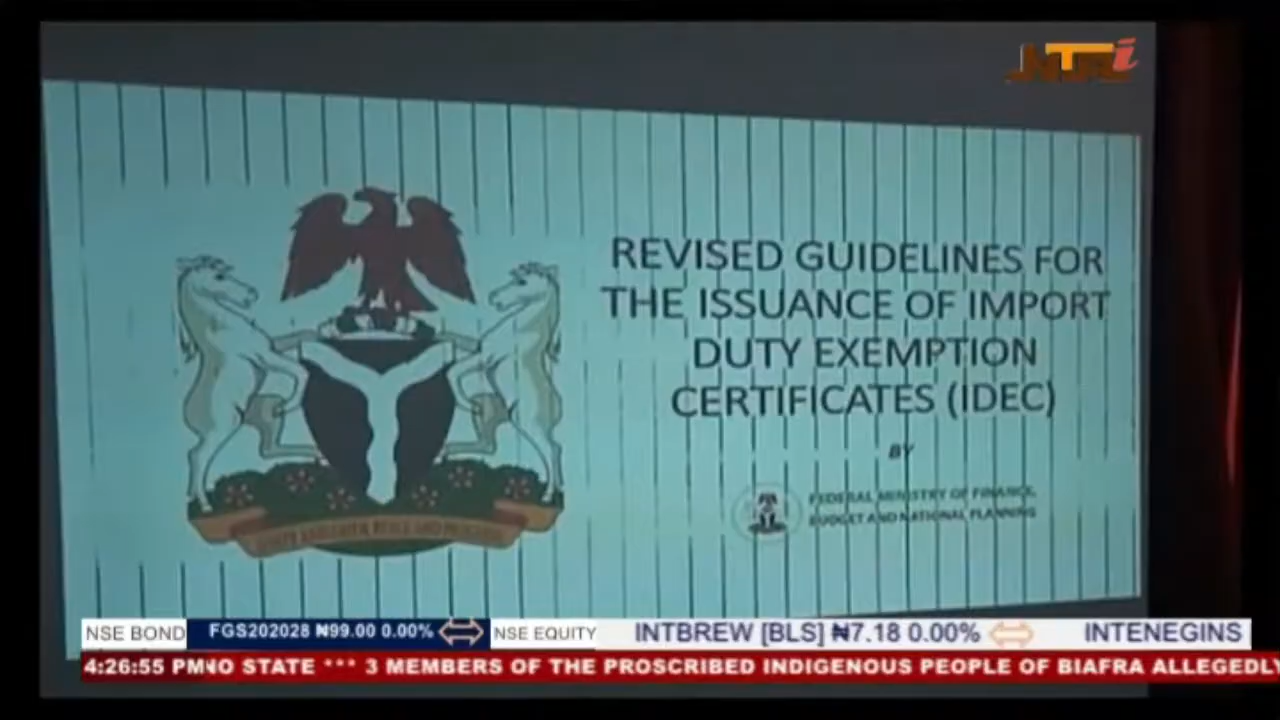 NTA i
REVISED GUIDELINES FOR
THE ISSUANCE OF IMPORT
DUTY EXEMPTION
CERTIFICATES (IDEC)
BY
FEDERAL MINISTRY OF FINANCE,
BUDGET AND NATIONAL PLANNING
NSE BOND FGS202028 ₦99.00 0.00% NSE EQUITY INTBREW [BLS] ₦7.18 0.00% INTENEGINS
4:26:55 PM NO STATE *** 3 MEMBERS OF THE PROSCRIBED INDIGENOUS PEOPLE OF BIAFRA ALLEGEDLY